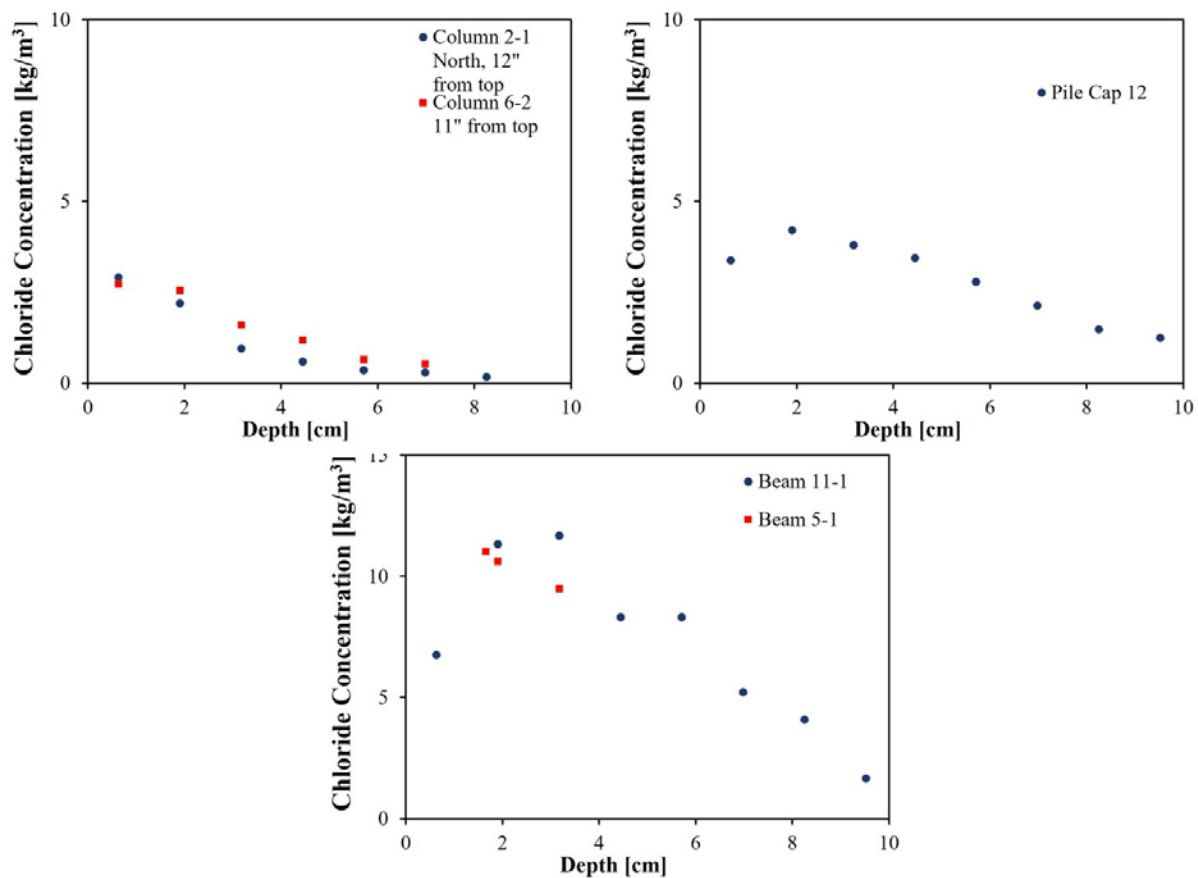 10
Column 2-1
North, 12"
from top
Column 6-2
11" from top
5
0
0 2 4 6 8 10
Chloride Concentration [kg/m³]
Depth [cm]
10
Pile Cap 12
5
0
0 2 4 6 8 10
Chloride Concentration [kg/m³]
Depth [cm]
15
Beam 11-1
Beam 5-1
10
5
0
0 2 4 6 8 10
Chloride Concentration [kg/m³]
Depth [cm]